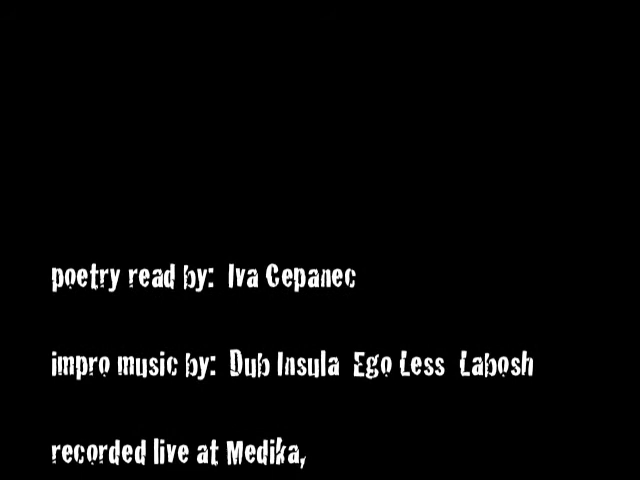 poetry read by: Iva Cepanec
impro music by: Dub Insula Ego Less Labosh
recorded live at Medika,